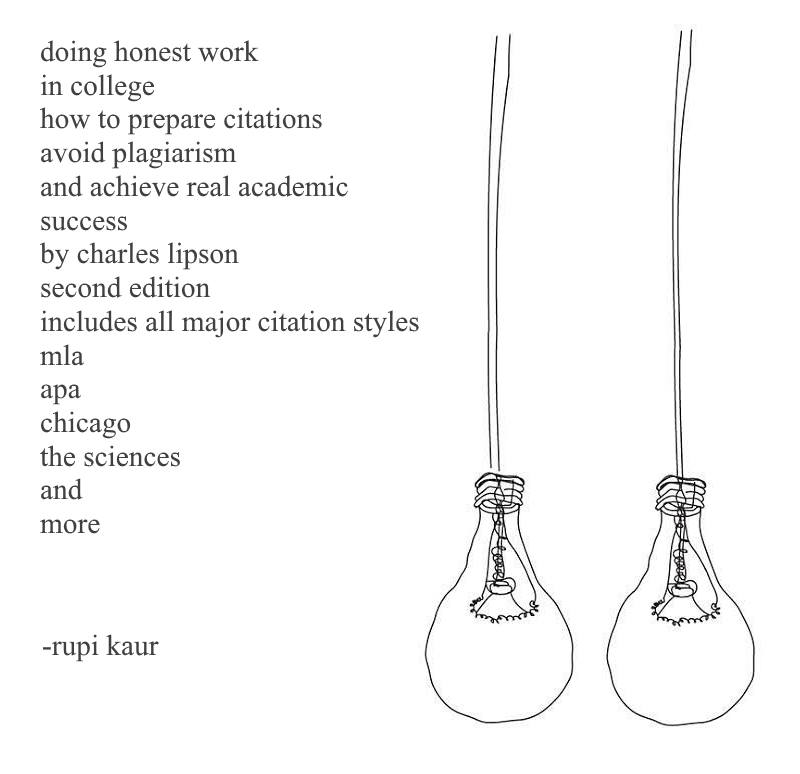 doing honest work
in college
how to prepare citations
avoid plagiarism
and achieve real academic
success
by charles lipson
second edition
includes all major citation styles
mla
apa
chicago
the sciences
and
more
-rupi kaur